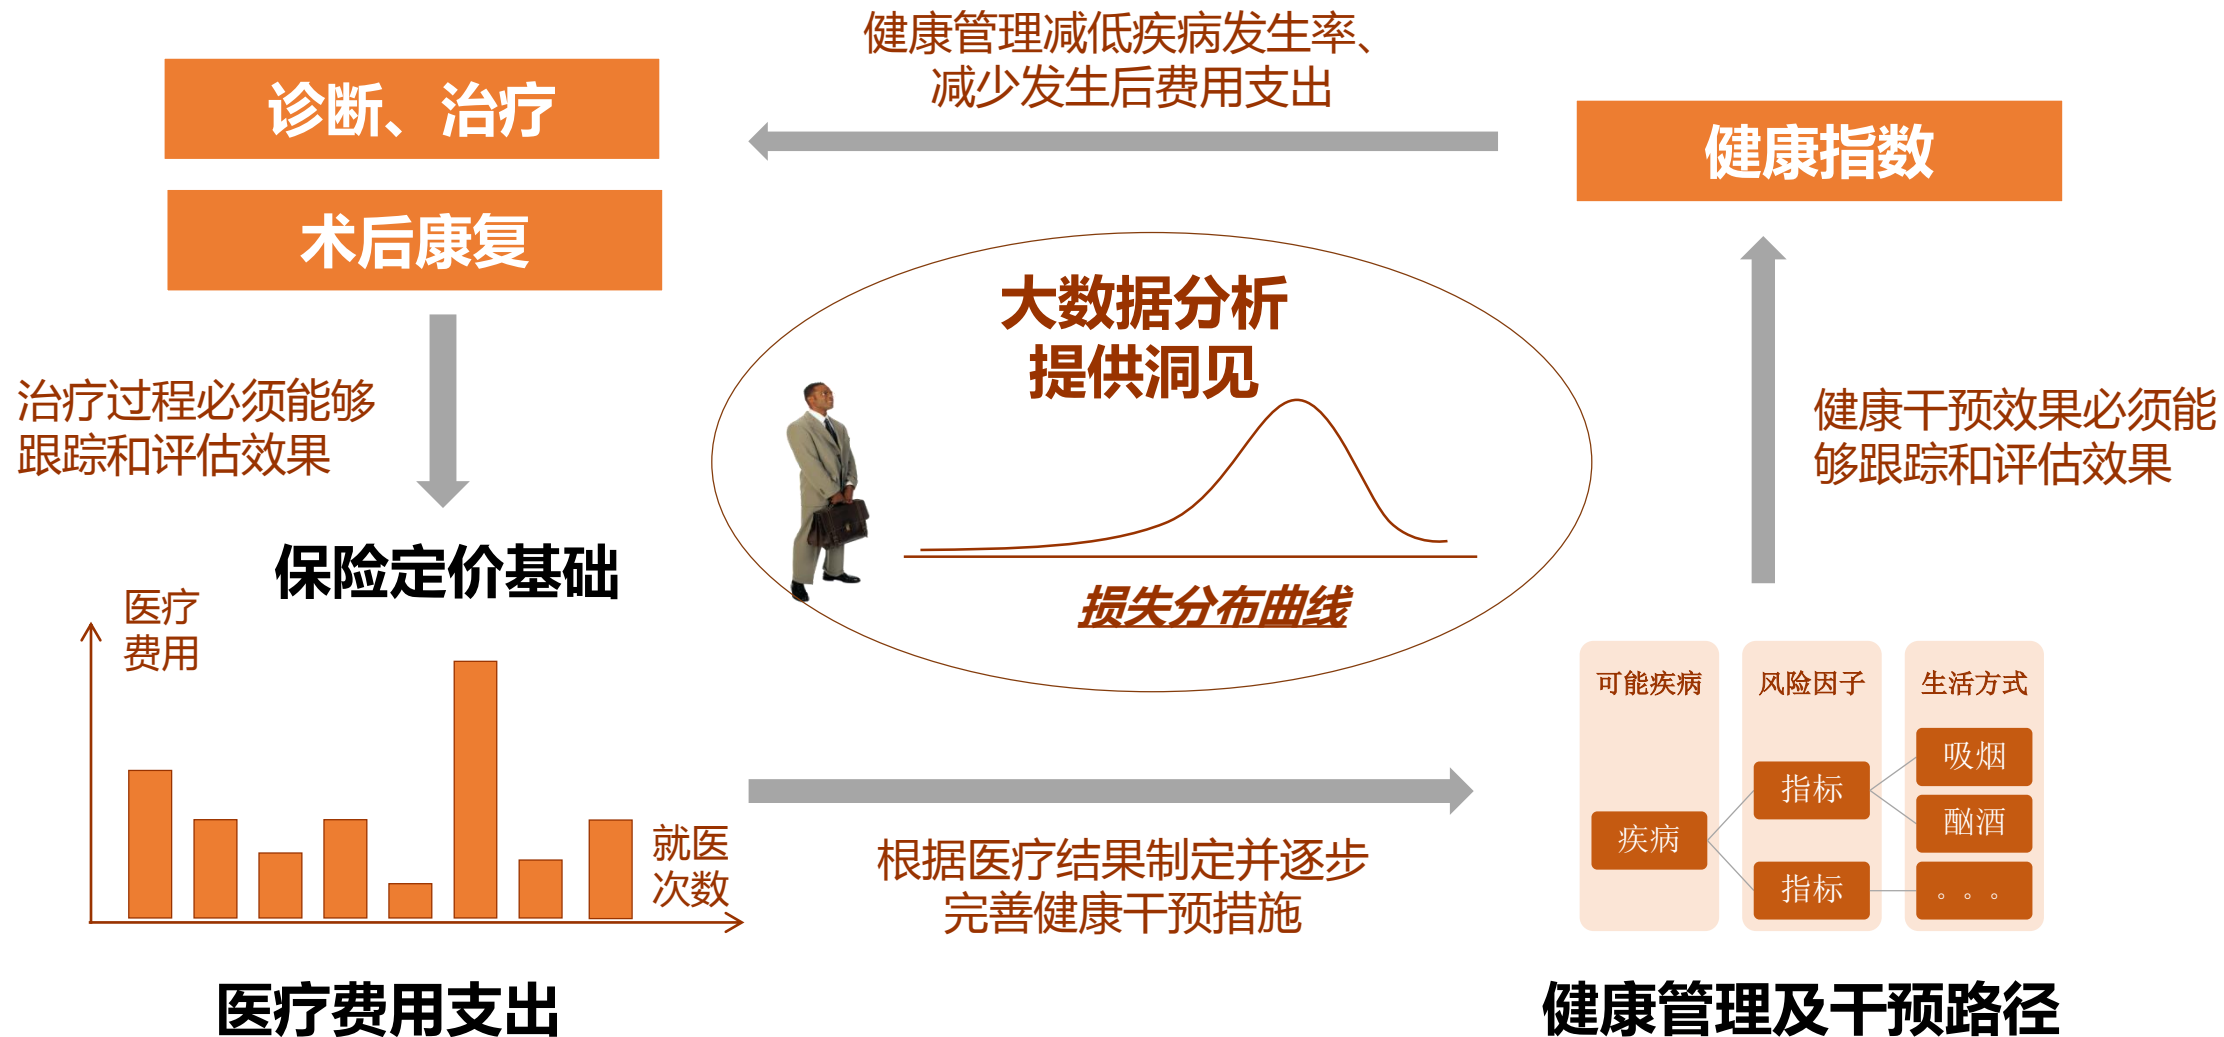 健康管理减低疾病发生率、
减少发生后费用支出
诊断、治疗
术后康复
健康指数
大数据分析
提供洞见
治疗过程必须能够
跟踪和评估效果
健康干预效果必须能
够跟踪和评估效果
保险定价基础
损失分布曲线
医疗
费用
就医
次数
可能疾病
风险因子
生活方式
疾病
指标
指标
吸烟
酗酒
。。。
根据医疗结果制定并逐步
完善健康干预措施
医疗费用支出
健康管理及干预路径